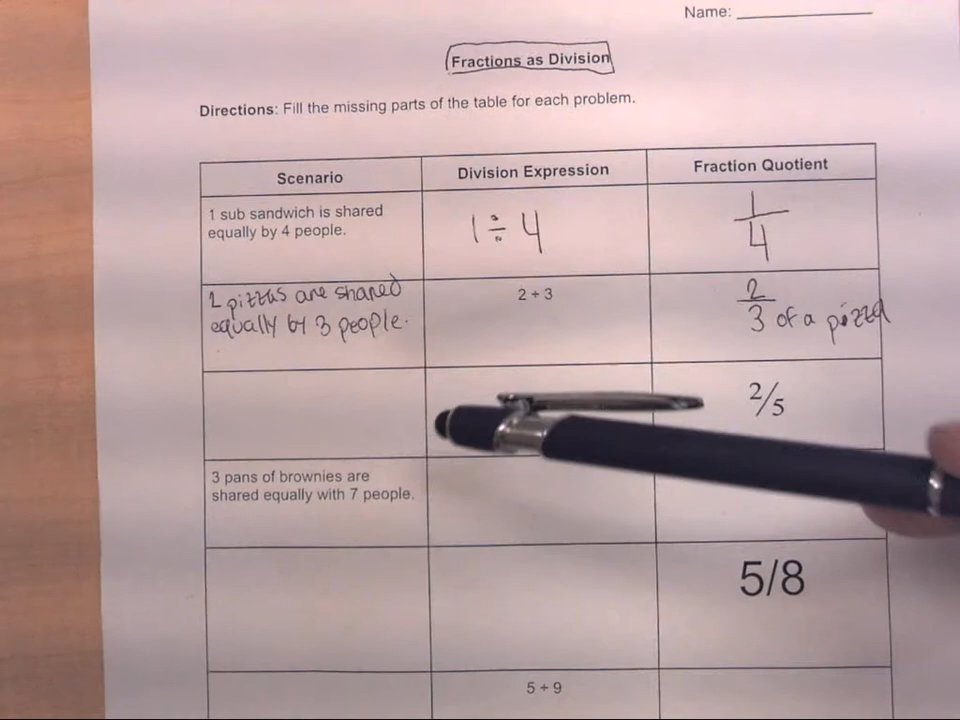 Name: ____________
Fractions as Division
Directions: Fill the missing parts of the table for each problem.
Scenario
Division Expression
Fraction Quotient
1 sub sandwich is shared
equally by 4 people.
1 ÷ 4
1/4
2 pizzas are shared
equally by 3 people.
2 ÷ 3
2/3 of a pizza
2/5
3 pans of brownies are
shared equally with 7 people.
5/8
5 ÷ 9